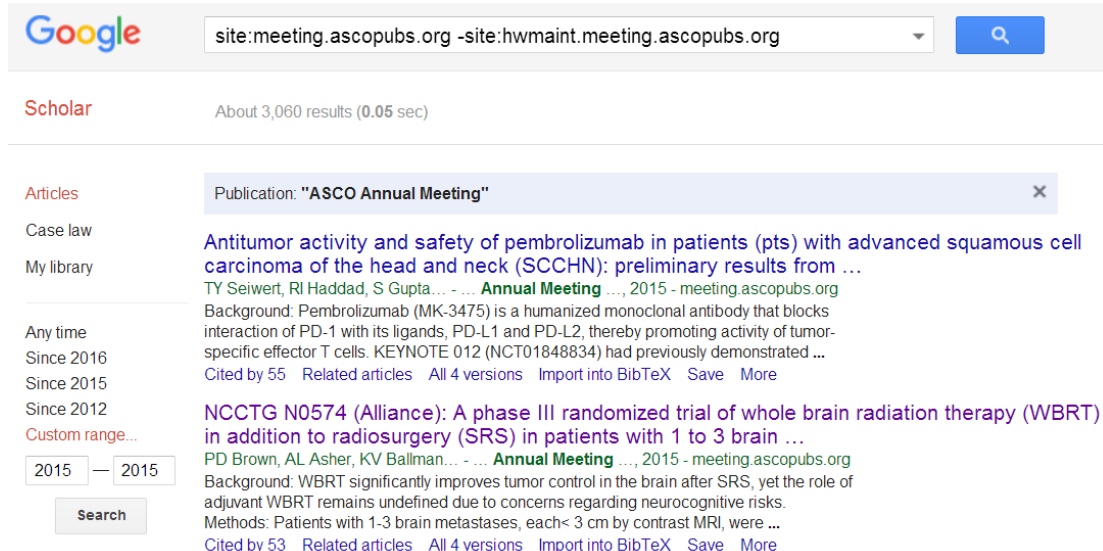 Google
site:meeting.ascopubs.org -site:hwmaint.meeting.ascopubs.org
Scholar
About 3,060 results (0.05 sec)
Articles
Case law
My library
Any time
Since 2016
Since 2015
Since 2012
Custom range...
2015 — 2015
Search
Publication: "ASCO Annual Meeting"
Antitumor activity and safety of pembrolizumab in patients (pts) with advanced squamous cell
carcinoma of the head and neck (SCCHN): preliminary results from …
TY Seiwert, RI Haddad, S Gupta... - ... Annual Meeting ..., 2015 - meeting.ascopubs.org
Background: Pembrolizumab (MK-3475) is a humanized monoclonal antibody that blocks
interaction of PD-1 with its ligands, PD-L1 and PD-L2, thereby promoting activity of tumor-
specific effector T cells. KEYNOTE 012 (NCT01848834) had previously demonstrated ...
Cited by 55 Related articles All 4 versions Import into BibTeX Save More
NCCTG N0574 (Alliance): A phase III randomized trial of whole brain radiation therapy (WBRT)
in addition to radiosurgery (SRS) in patients with 1 to 3 brain …
PD Brown, AL Asher, KV Ballman... - ... Annual Meeting ..., 2015 - meeting.ascopubs.org
Background: WBRT significantly improves tumor control in the brain after SRS, yet the role of
adjuvant WBRT remains undefined due to concerns regarding neurocognitive risks.
Methods: Patients with 1-3 brain metastases, each< 3 cm by contrast MRI, were ...
Cited by 53 Related articles All 4 versions Import into BibTeX Save More